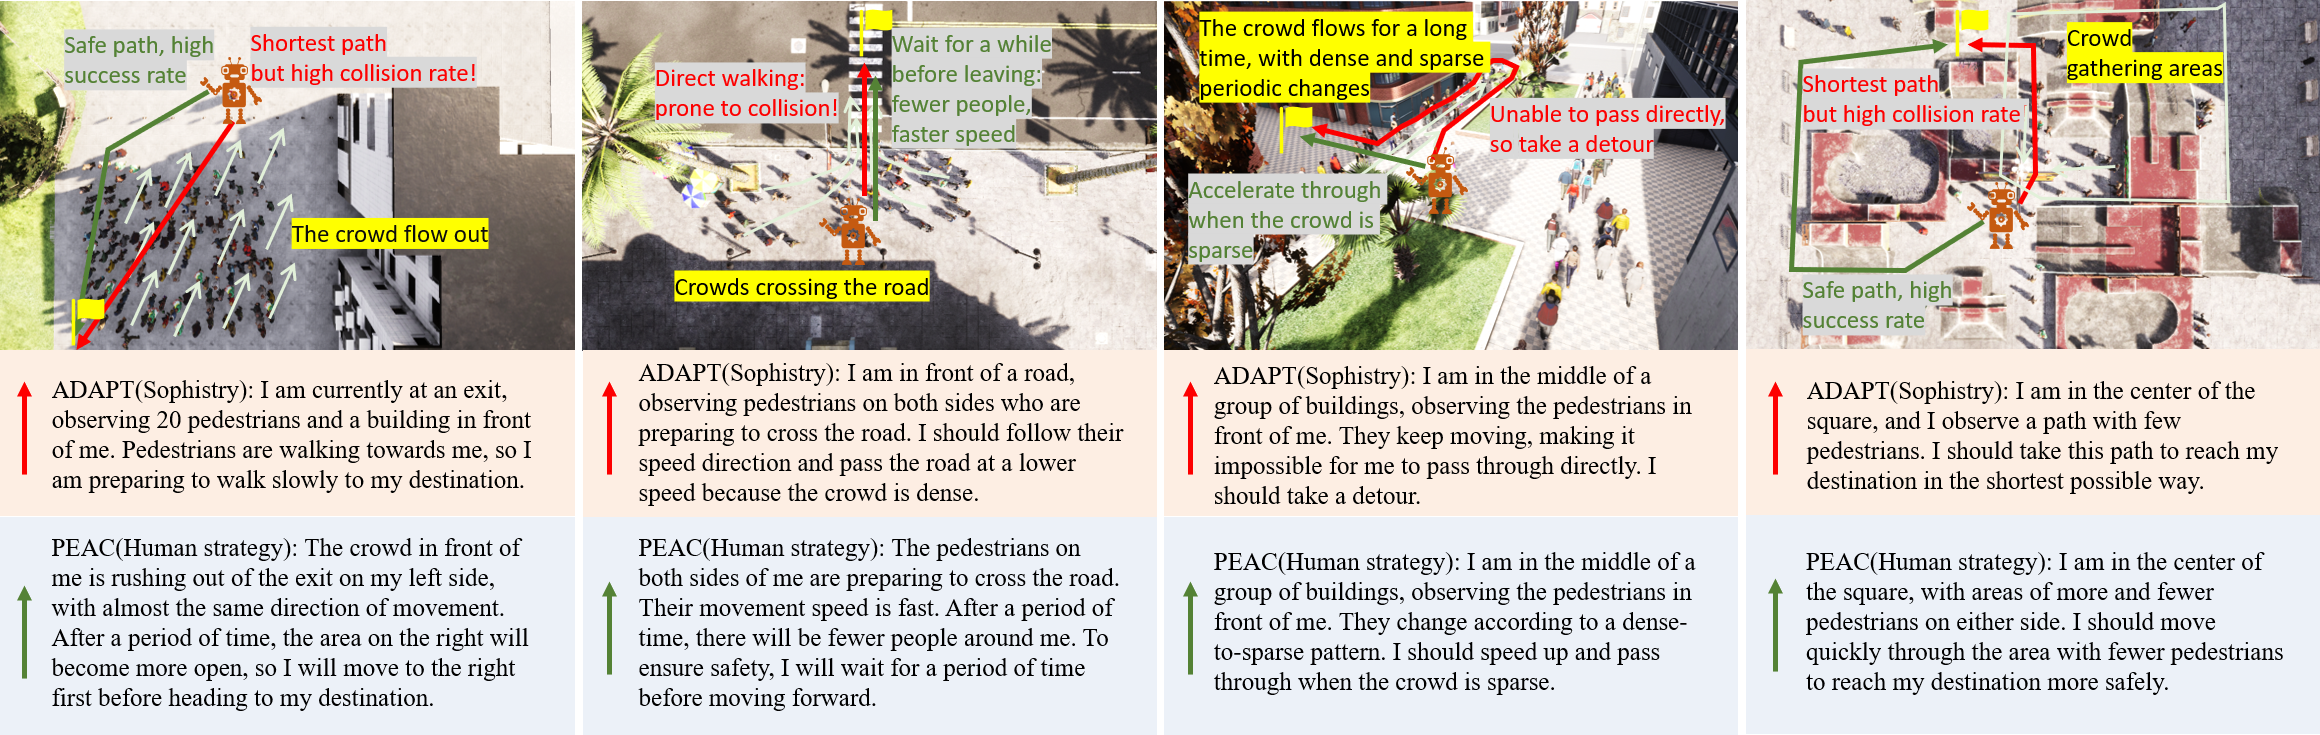 Safe path, high
success rate
Shortest path
but high collision rate!
The crowd flow out
ADAPT(Sophistry): I am currently at an exit,
observing 20 pedestrians and a building in front
of me. Pedestrians are walking towards me, so I
am preparing to walk slowly to my destination.
PEAC(Human strategy): The crowd in front of
me is rushing out of the exit on my left side,
with almost the same direction of movement.
After a period of time, the area on the right will
become more open, so I will move to the right
first before heading to my destination.
Direct walking:
prone to collision!
Wait for a while
before leaving:
fewer people,
faster speed
Crowds crossing the road
ADAPT(Sophistry): I am in front of a road,
observing pedestrians on both sides who are
preparing to cross the road. I should follow their
speed direction and pass the road at a lower
speed because the crowd is dense.
PEAC(Human strategy): The pedestrians on
both sides of me are preparing to cross the road.
Their movement speed is fast. After a period of
time, there will be fewer people around me. To
ensure safety, I will wait for a period of time
before moving forward.
The crowd flows for a long
time, with dense and sparse
periodic changes
Unable to pass directly,
so take a detour
Accelerate through
when the crowd is
sparse
ADAPT(Sophistry): I am in the middle of a
group of buildings, observing the pedestrians in
front of me. They keep moving, making it
impossible for me to pass through directly. I
should take a detour.
PEAC(Human strategy): I am in the middle of a
group of buildings, observing the pedestrians in
front of me. They change according to a dense-
to-sparse pattern. I should speed up and pass
through when the crowd is sparse.
Crowd
gathering areas
Shortest path
but high collision rate
Safe path, high
success rate
ADAPT(Sophistry): I am in the center of the
square, and I observe a path with few
pedestrians. I should take this path to reach my
destination in the shortest possible way.
PEAC(Human strategy): I am in the center of
the square, with areas of more and fewer
pedestrians on either side. I should move
quickly through the area with fewer pedestrians
to reach my destination more safely.